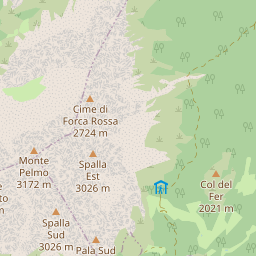 Cime di
Forca Rossa
2724 m
Monte
Pelmo
3172 m
Spalla
Est
3026 m
Col del
Fer
2021 m
to
m
Spalla
Sud
3026 m
Pala Sud